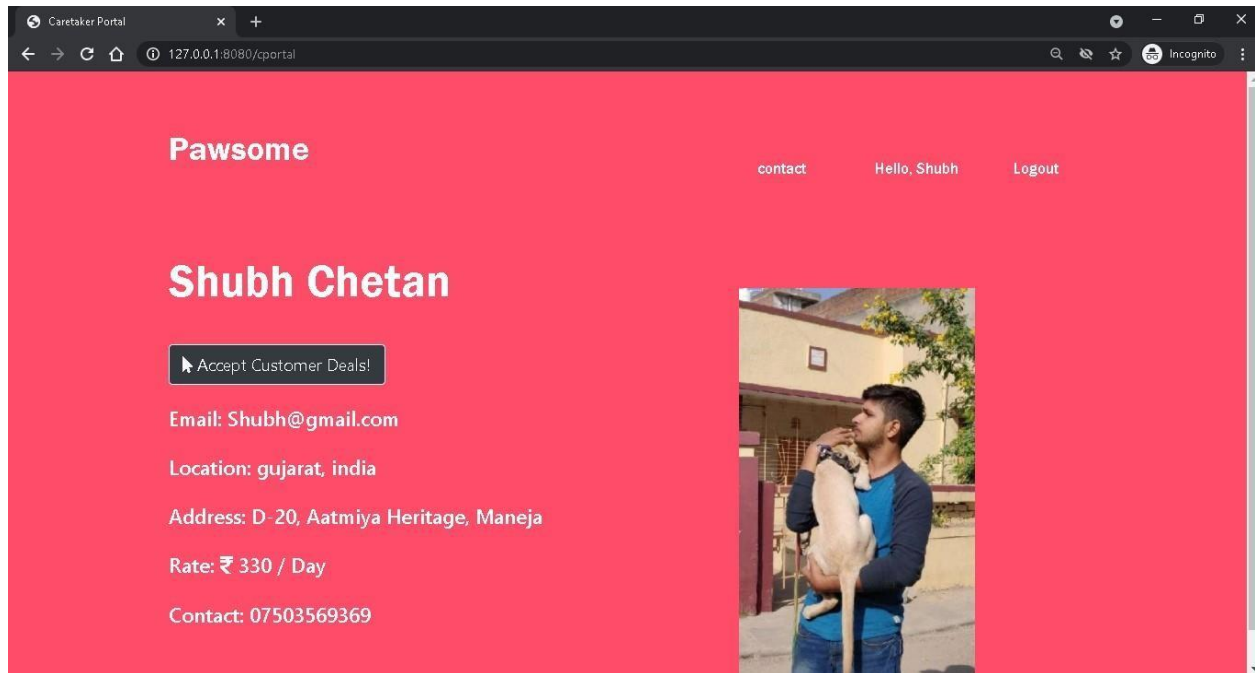 Caretaker Portal
127.0.0.1:8080/cportal
Incognito
Pawsome
contact Hello, Shubh Logout
Shubh Chetan
Accept Customer Deals!
Email: Shubh@gmail.com
Location: gujarat, india
Address: D-20, Aatmiya Heritage, Maneja
Rate: ₹ 330 / Day
Contact: 07503569369